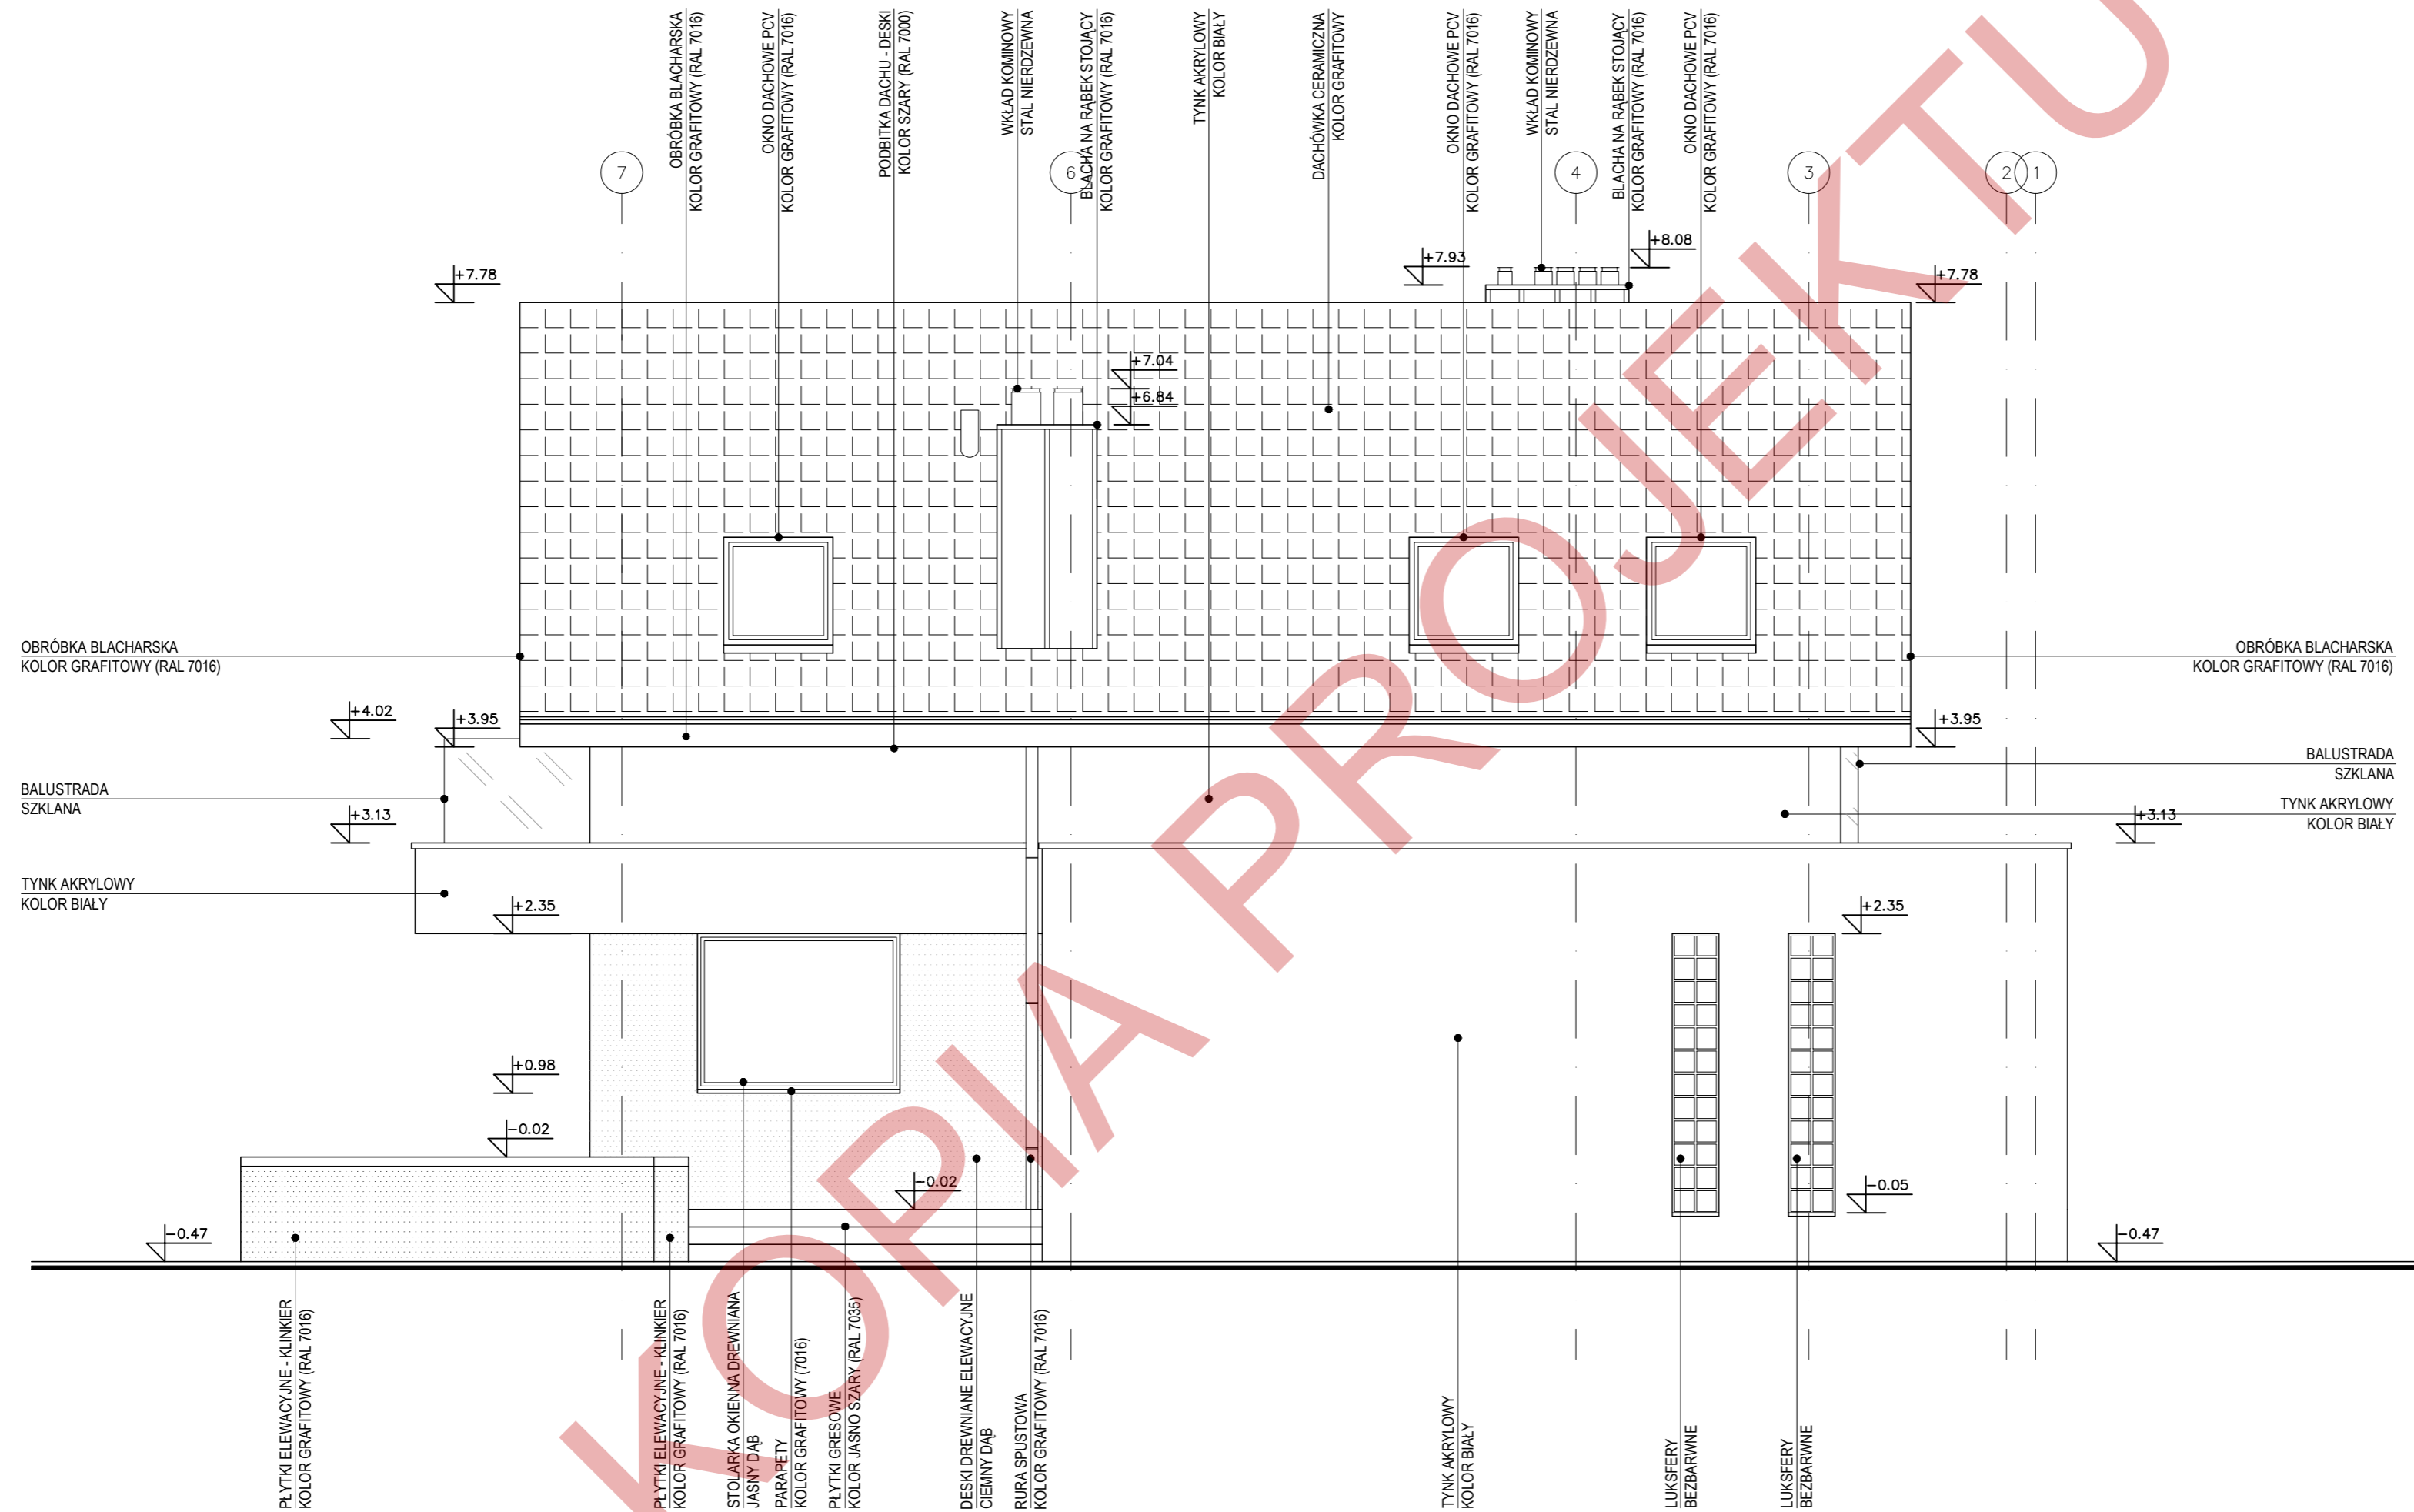 OBRÓBKA BLACHARSKA
KOLOR GRAFITOWY (RAL 7016)
OKNO DACHOWE PCV
KOLOR GRAFITOWY (RAL 7016)
PODBITKA DACHU - DESKI
KOLOR SZARY (RAL 7000)
WKŁAD KOMINOWY
STAL NIERDZEWNA
BLACHA NA RĄBEK STOJĄCY
KOLOR GRAFITOWY (RAL 7016)
TYNK AKRYLOWY
KOLOR BIAŁY
DACHÓWKA CERAMICZNA
KOLOR GRAFITOWY
OKNO DACHOWE PCV
KOLOR GRAFITOWY (RAL 7016)
WKŁAD KOMINOWY
STAL NIERDZEWNA
BLACHA NA RĄBEK STOJĄCY
KOLOR GRAFITOWY (RAL 7016)
OKNO DACHOWE PCV
KOLOR GRAFITOWY (RAL 7016)
7
6
4
3
2
1
+7.78
+7.93
+8.08
+7.78
+7.04
+6.84
OBRÓBKA BLACHARSKA
KOLOR GRAFITOWY (RAL 7016)
OBRÓBKA BLACHARSKA
KOLOR GRAFITOWY (RAL 7016)
+4.02
+3.95
+3.95
BALUSTRADA
SZKLANA
BALUSTRADA
SZKLANA
+3.13
TYNK AKRYLOWY
KOLOR BIAŁY
+3.13
TYNK AKRYLOWY
KOLOR BIAŁY
+2.35
+2.35
+0.98
-0.02
-0.02
-0.05
-0.47
-0.47
PŁYTKI ELEWACYJNE - KLINKIER
KOLOR GRAFITOWY (RAL 7016)
PŁYTKI ELEWACYJNE - KLINKIER
KOLOR GRAFITOWY (RAL 7016)
STOLARKA OKIENNA DREWNIANA
JASNY DĄB
PARAPETY
KOLOR GRAFITOWY (7016)
PŁYTKI GRESOWE
KOLOR JASNO SZARY (RAL 7035)
DESKI DREWNIANE ELEWACYJNE
CIEMNY DĄB
RURA SPUSTOWA
KOLOR GRAFITOWY (RAL 7016)
TYNK AKRYLOWY
KOLOR BIAŁY
LUKSFERY
BEZBARWNE
LUKSFERY
BEZBARWNE
KOPIA PROJEKTU